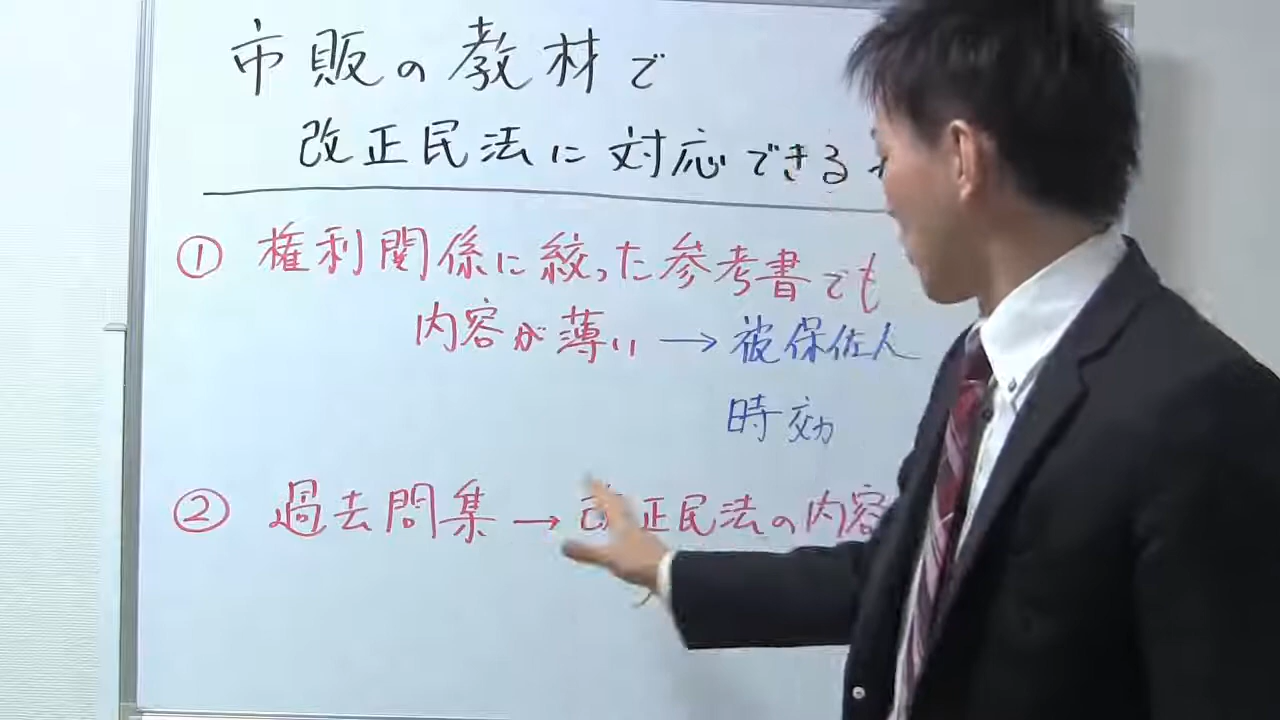 市販の教材で
改正民法に対応できる
① 権利関係に絞った参考書でも
内容が薄い → 被保佐人
時効
② 過去問集 → 改正民法の内容